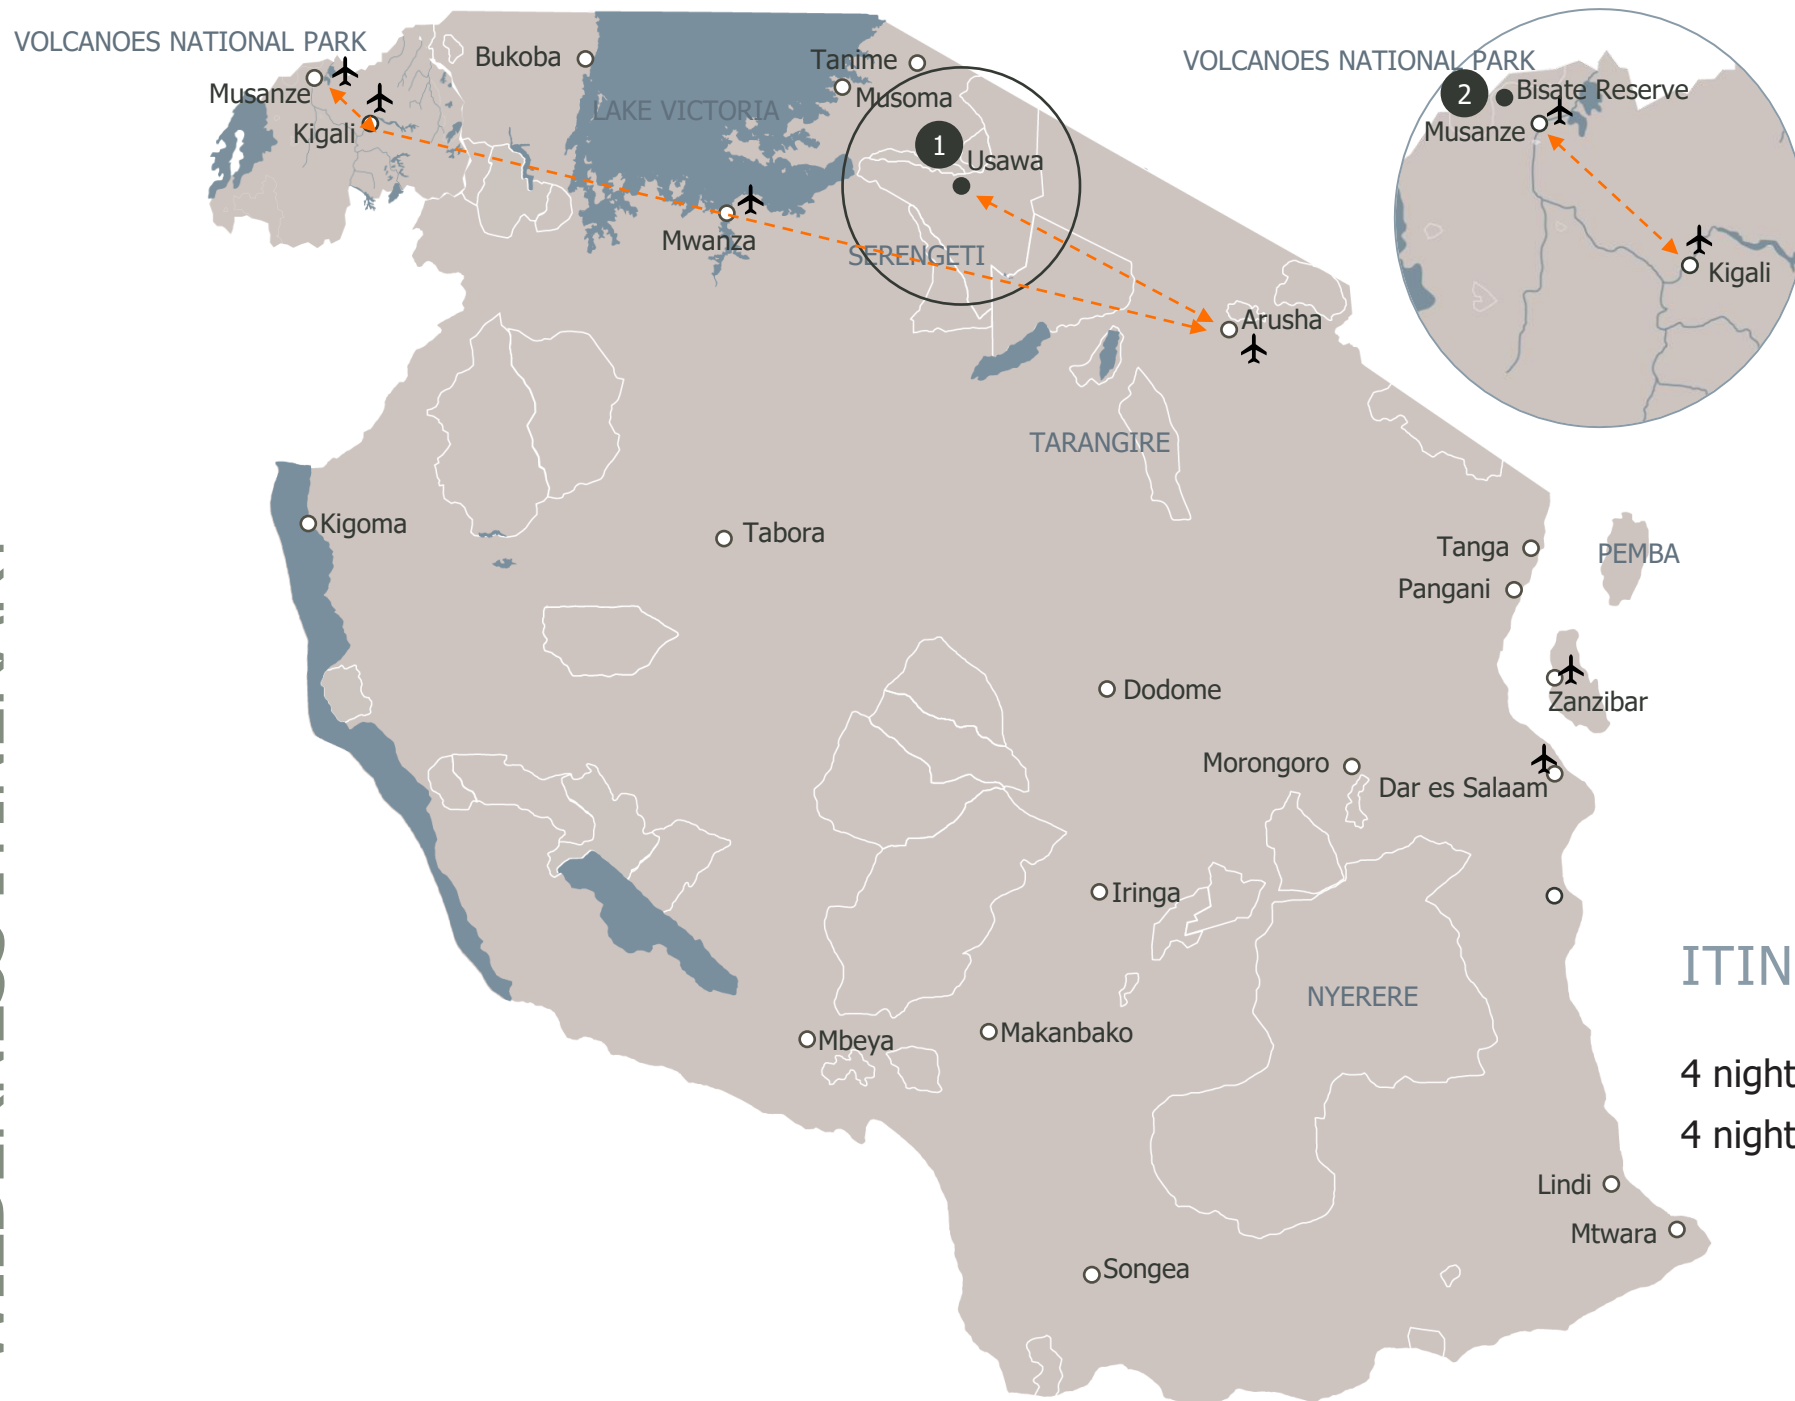 VOLCANOES NATIONAL PARK
Musanze
Kigali
Bukoba
LAKE VICTORIA
Tanime
Musoma
1
Usawa
Mwanza
SERENGETI
Arusha
VOLCANOES NATIONAL PARK
2
Bisate Reserve
Musanze
Kigali
TARANGIRE
Kigoma
Tabora
Tanga
PEMBA
Pangani
Dodome
Zanzibar
Morongoro
Dar es Salaam
Iringa
NYERERE
Mbeya
Makanbako
ITIN
4 night
4 night
Lindi
Mtwara
Songea